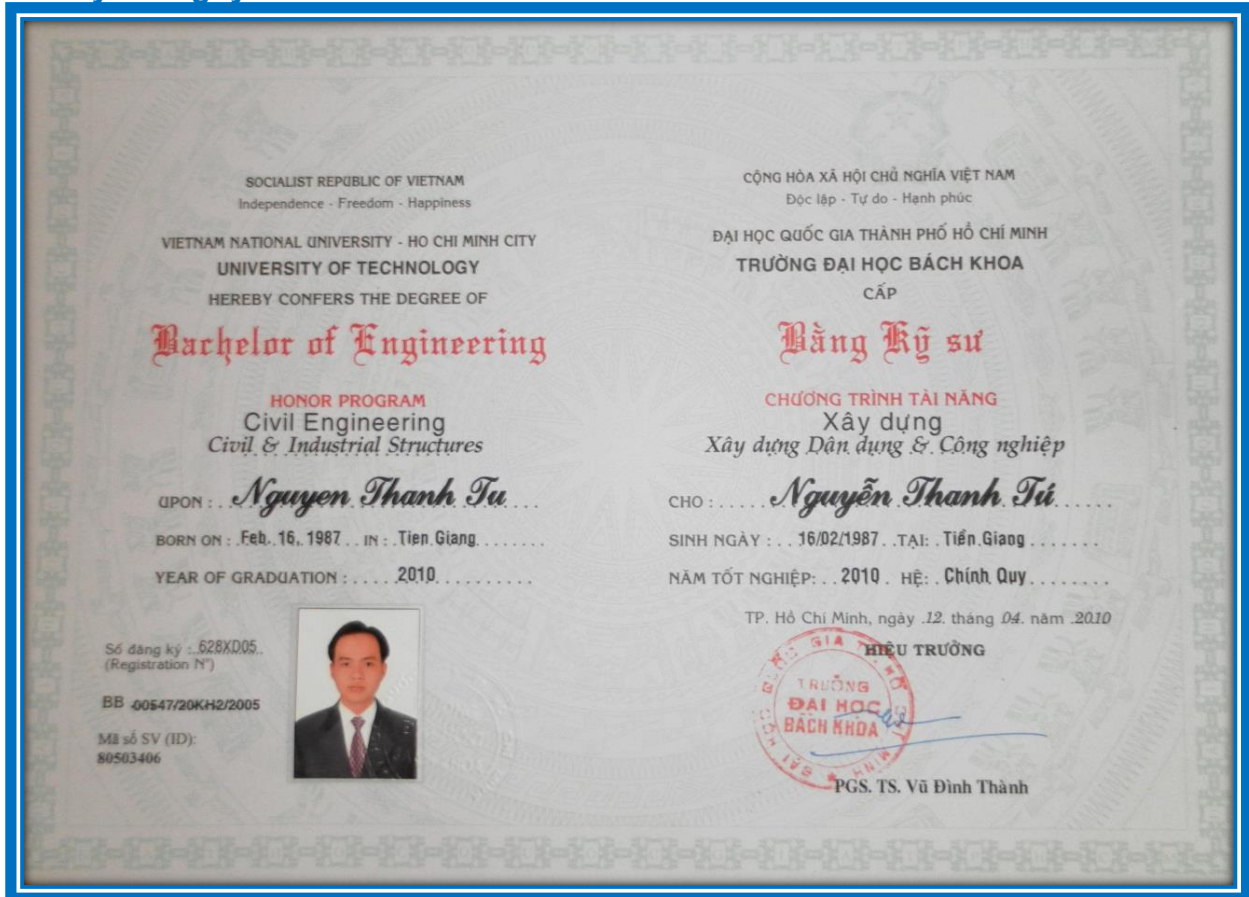 SOCIALIST REPUBLIC OF VIETNAM
Independence - Freedom - Happiness
VIETNAM NATIONAL UNIVERSITY - HO CHI MINH CITY
UNIVERSITY OF TECHNOLOGY
HEREBY CONFERS THE DEGREE OF
Bachelor of Engineering
HONOR PROGRAM
Civil Engineering
Civil & Industrial Structures
UPON : Nguyen Thanh Tu
BORN ON : Feb. 16, 1987 IN : Tien Giang
YEAR OF GRADUATION : 2010
Số đăng ký : 628XD05
(Registration N°)
BB 00547/20KH2/2005
Mã số SV (ID):
80503406
CỘNG HÒA XÃ HỘI CHỦ NGHĨA VIỆT NAM
Độc lập - Tự do - Hạnh phúc
ĐẠI HỌC QUỐC GIA THÀNH PHỐ HỒ CHÍ MINH
TRƯỜNG ĐẠI HỌC BÁCH KHOA
CẤP
Bằng Kỹ sư
CHƯƠNG TRÌNH TÀI NĂNG
Xây dựng
Xây dựng Dân dụng & Công nghiệp
CHO : Nguyễn Thanh Tú
SINH NGÀY : 16/02/1987 TẠI: Tiền Giang
NĂM TỐT NGHIỆP: 2010 HỆ: Chính Quy
TP. Hồ Chí Minh, ngày 12 tháng 04 năm 2010
HIỆU TRƯỞNG
TRƯỜNG
ĐẠI HỌC
BÁCH KHOA
PGS. TS. Vũ Đình Thành